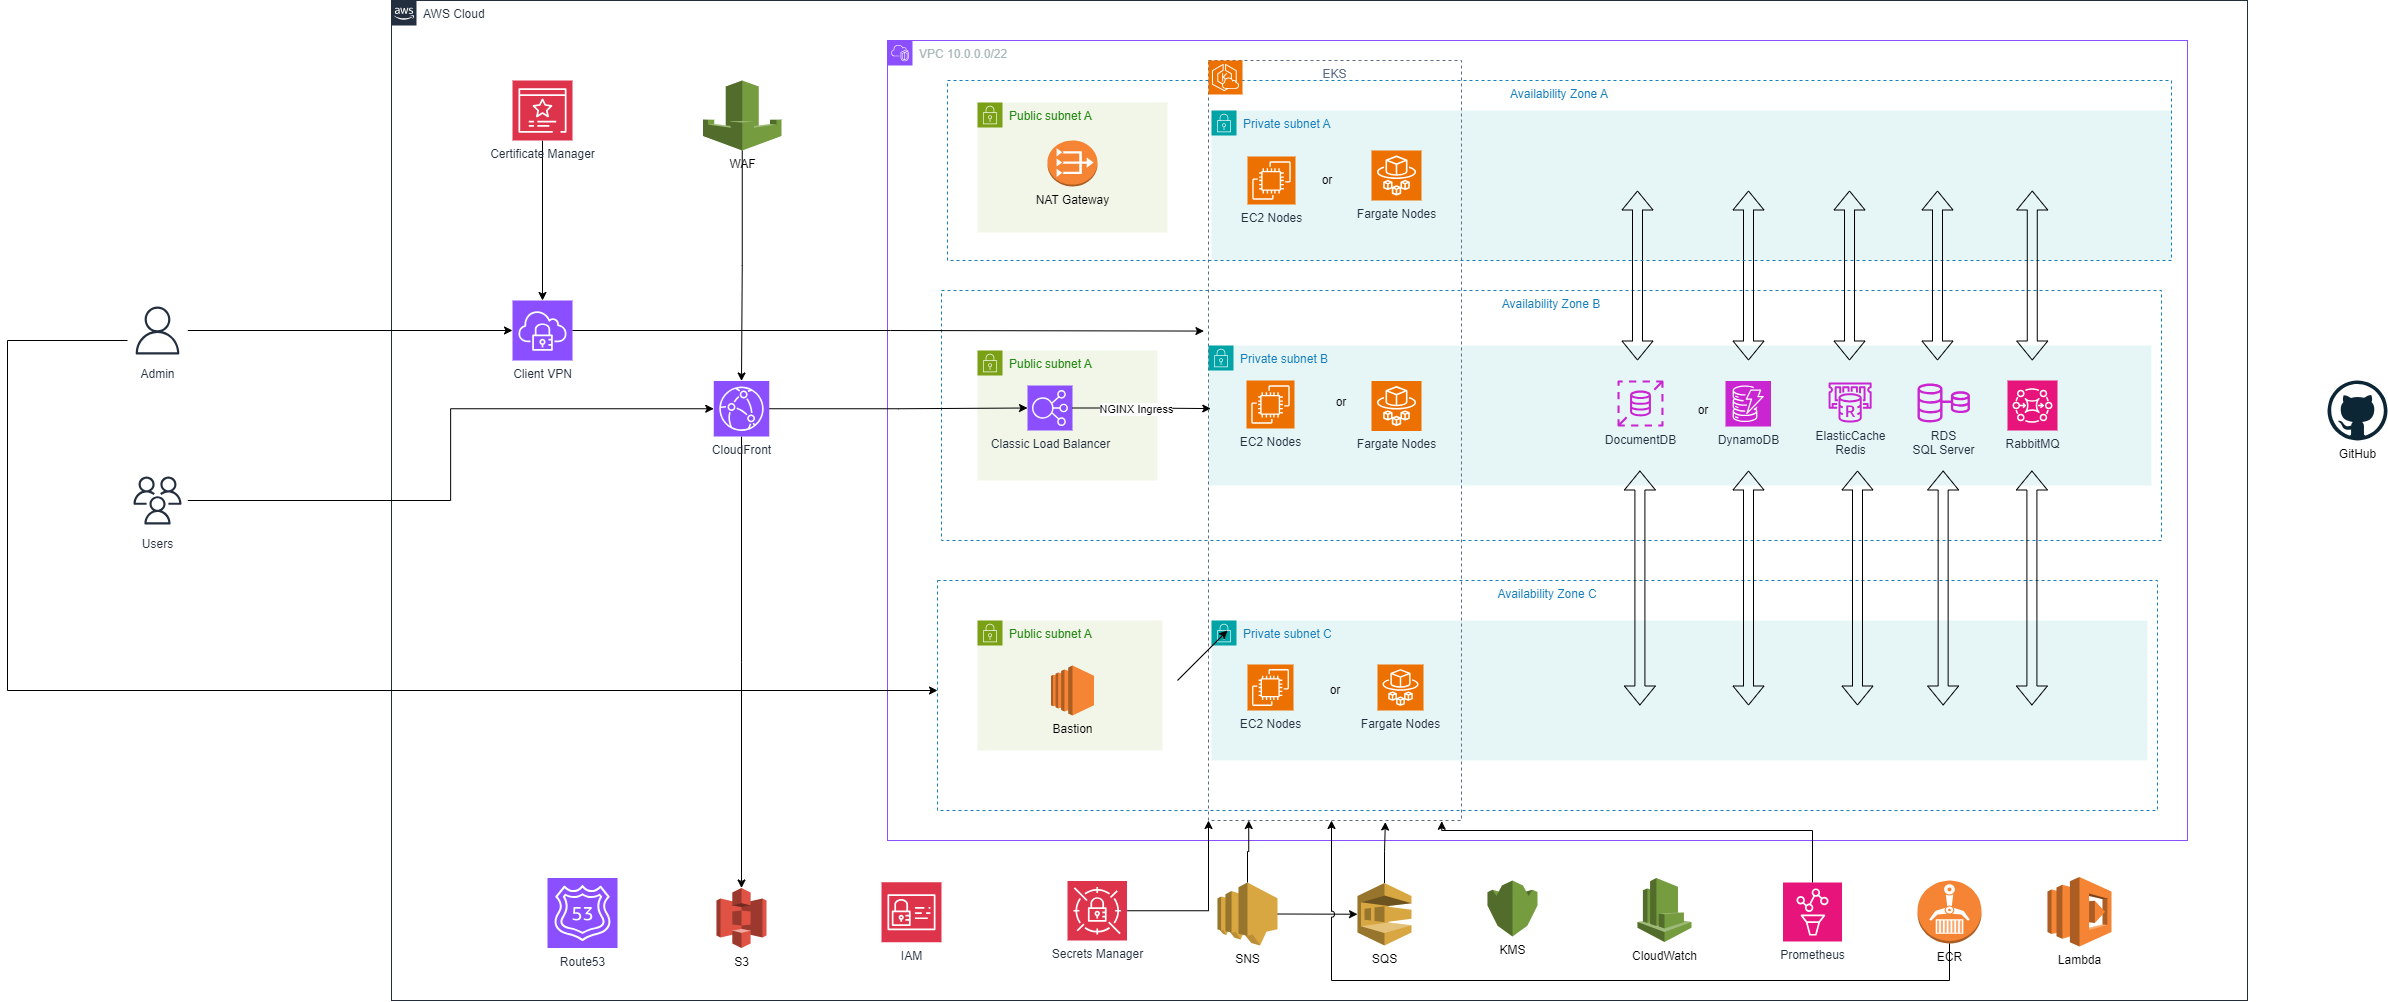 aws
AWS Cloud
VPC 10.0.0.0/22
EKS
Availability Zone A
Public subnet A
Private subnet A
Certificate Manager
WAF
NAT Gateway
EC2 Nodes
or
Fargate Nodes
Availability Zone B
Admin
Client VPN
Public subnet A
Private subnet B
NGINX Ingress
Classic Load Balancer
CloudFront
EC2 Nodes
or
Fargate Nodes
DocumentDB
or
DynamoDB
ElasticCache
Redis
R
RDS
SQL Server
RabbitMQ
GitHub
Users
Availability Zone C
Public subnet A
Private subnet C
Bastion
EC2 Nodes
or
Fargate Nodes
53
Route53
S3
IAM
Secrets Manager
SNS
SQS
KMS
CloudWatch
Prometheus
ECR
Lambda